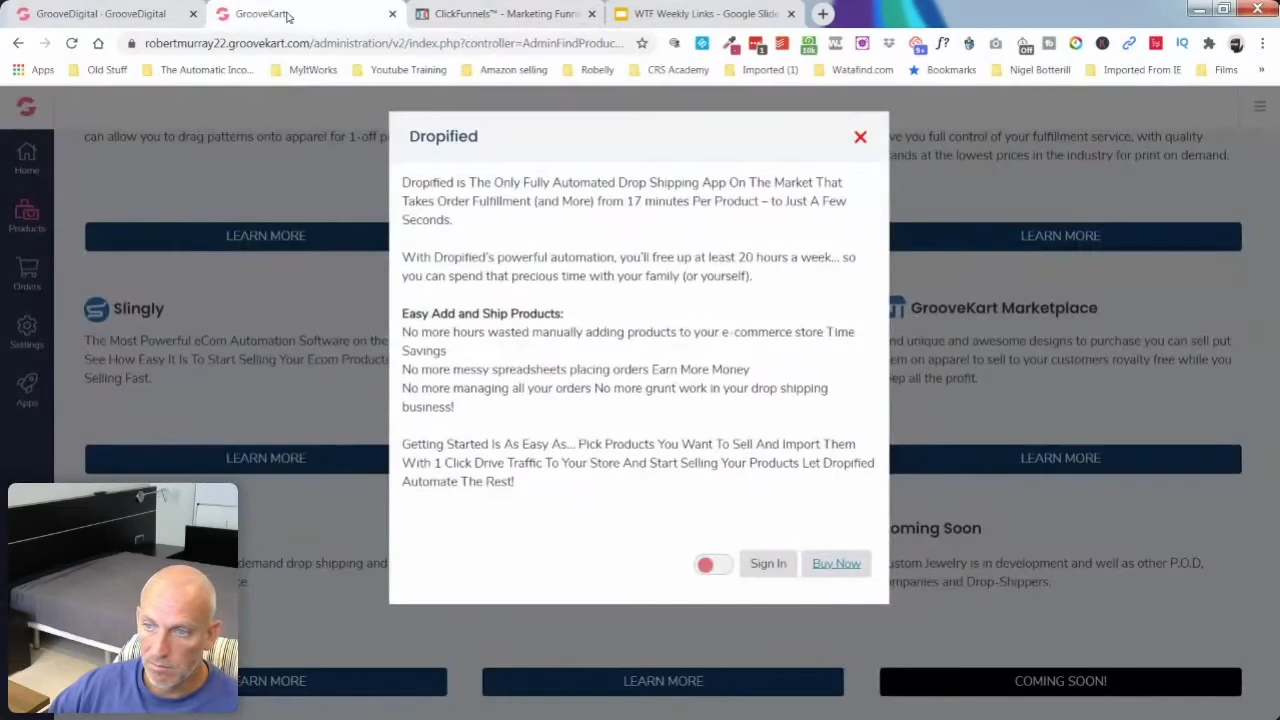 GrooveDigital - GrooveDigital
GrooveKart
ClickFunnels™ - Marketing Funn
WTF Weekly Links - Google Slide
robertmurray22.groovekart.com/administration/v2/index.php?controller=AdminFindProduc...
Apps
Old Stuff
The Automatic Inco...
MyItWorks
Youtube Training
Amazon selling
Robelly
CRS Academy
Imported (1)
Watafind.com
Bookmarks
Nigel Botterill
Imported From IE
Films
»
Home
Products
Orders
Settings
Apps
can allow you to drag patterns onto apparel for 1-off p
ve you full control of your fulfillment service, with quality
ands at the lowest prices in the industry for print on demand.
LEARN MORE
LEARN MORE
Dropified
Dropified is The Only Fully Automated Drop Shipping App On The Market That
Takes Order Fulfillment (and More) from 17 minutes Per Product – to Just A Few
Seconds.
With Dropified's powerful automation, you'll free up at least 20 hours a week... so
you can spend that precious time with your family (or yourself).
Easy Add and Ship Products:
No more hours wasted manually adding products to your e-commerce store Time
Savings
No more messy spreadsheets placing orders Earn More Money
No more managing all your orders No more grunt work in your drop shipping
business!
Getting Started Is As Easy As... Pick Products You Want To Sell And Import Them
With 1 Click Drive Traffic To Your Store And Start Selling Your Products Let Dropified
Automate The Rest!
Sign In
Buy Now
Slingly
The Most Powerful eCom Automation Software on the
See How Easy It Is To Start Selling Your Ecom Products
Selling Fast.
LEARN MORE
GrooveKart Marketplace
nd unique and awesome designs to purchase you can sell put
em on apparel to sell to your customers royalty free while you
ep all the profit.
LEARN MORE
demand drop shipping and
oming Soon
ustom Jewelry is in development and well as other P.O.D,
mpanies and Drop-Shippers.
EARN MORE
LEARN MORE
COMING SOON!